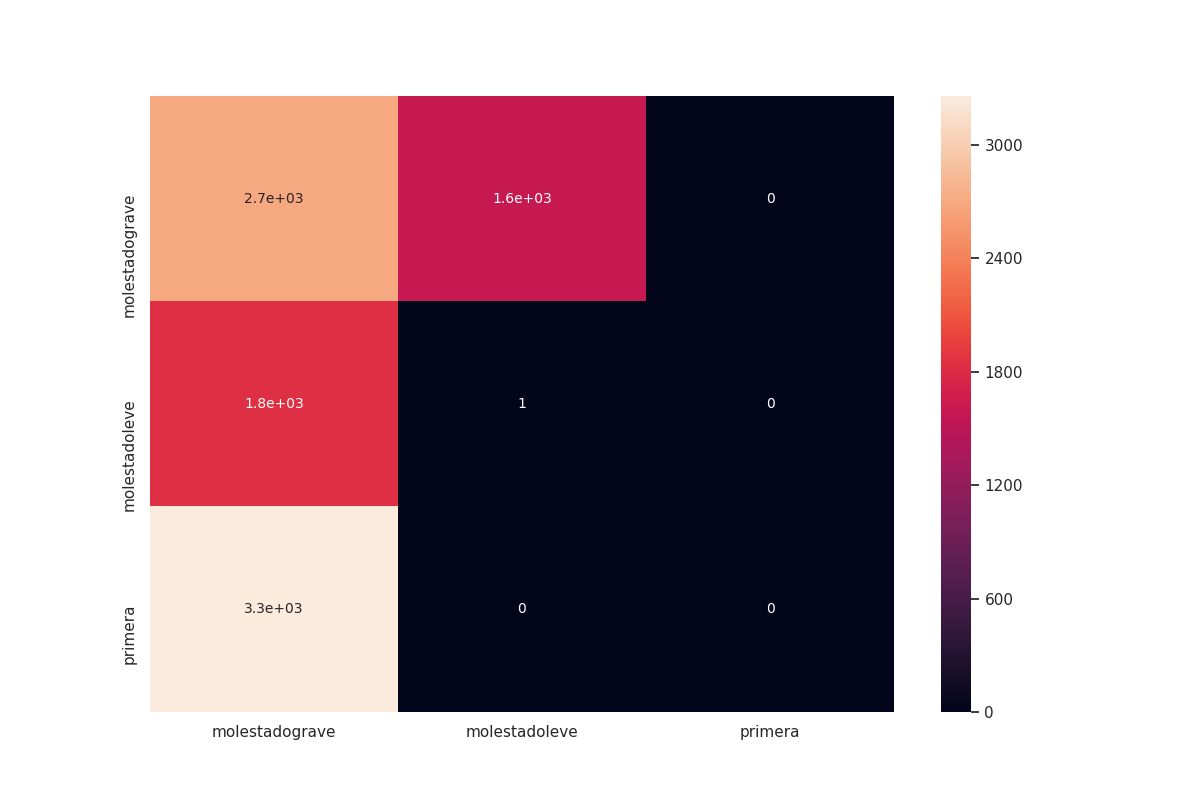 molestadograve
2.7e+03 1.6e+03 0
molestadoleve
1.8e+03 1 0
primera
3.3e+03 0 0
molestadograve molestadoleve primera
3000
2400
1800
1200
600
0